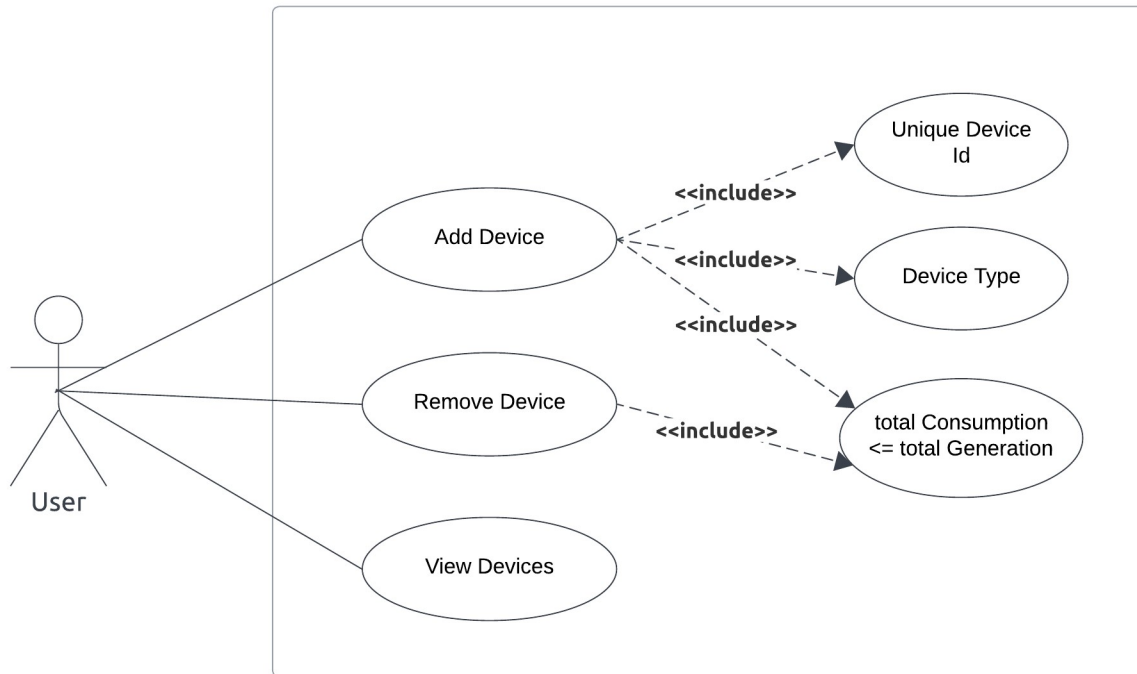 Unique Device
Id
<<include>>
Add Device
<<include>>
Device Type
<<include>>
Remove Device
total Consumption
<= total Generation
<<include>>
User
View Devices